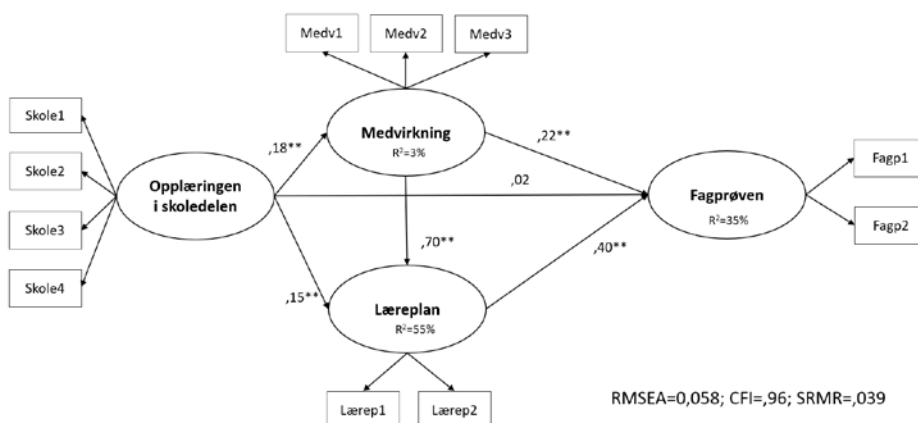 Medv1
Medv2
Medv3
Skole1
Skole2
Skole3
Skole4
Opplæringen
i skoledelen
Medvirkning
R²=3%
,18**
,22**
,02
,70**
,15**
,40**
Læreplan
R²=55%
Fagprøven
R²=35%
Fagp1
Fagp2
Lærep1
Lærep2
RMSEA=0,058; CFI=,96; SRMR=,039